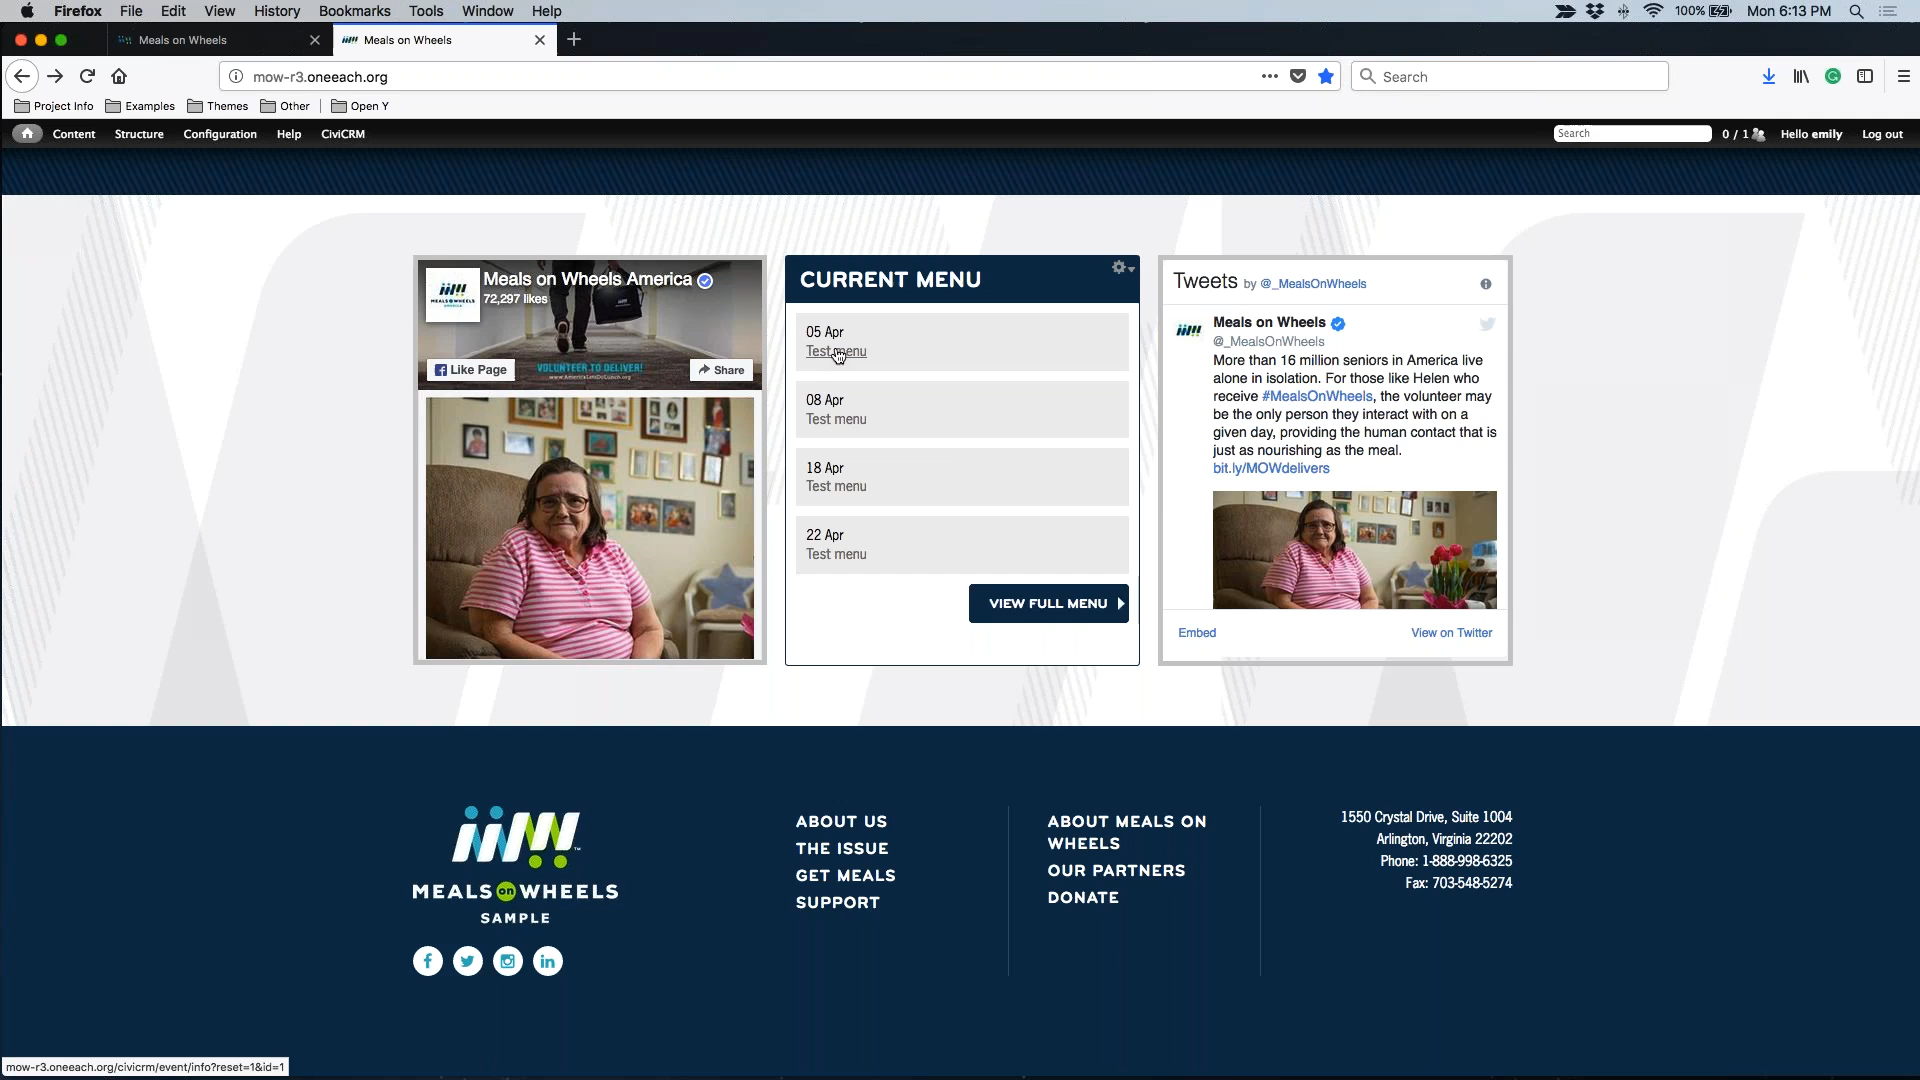 Firefox File Edit View History Bookmarks Tools Window Help
100% Mon 6:13 PM
Meals on Wheels
Meals on Wheels
mow-r3.oneeach.org
Search
Project Info Examples Themes Other Open Y
Content Structure Configuration Help CiviCRM
Search 0 / 1 Hello emily Log out
MEALS ON WHEELS
AMERICA
Meals on Wheels America
72,297 likes
Like Page
VOLUNTEER TO DELIVER!
www.AmericaLetsDoLunch.org
Share
CURRENT MENU
05 Apr
Test menu
08 Apr
Test menu
18 Apr
Test menu
22 Apr
Test menu
VIEW FULL MENU
Tweets by @_MealsOnWheels
Meals on Wheels
@_MealsOnWheels
More than 16 million seniors in America live
alone in isolation. For those like Helen who
receive #MealsOnWheels, the volunteer may
be the only person they interact with on a
given day, providing the human contact that is
just as nourishing as the meal.
bit.ly/MOWdelivers
Embed
View on Twitter
MEALS on WHEELS
SAMPLE
ABOUT US
THE ISSUE
GET MEALS
SUPPORT
ABOUT MEALS ON
WHEELS
OUR PARTNERS
DONATE
1550 Crystal Drive, Suite 1004
Arlington, Virginia 22202
Phone: 1-888-998-6325
Fax: 703-548-5274
mow-r3.oneeach.org/civicrm/event/info?reset=1&id=1